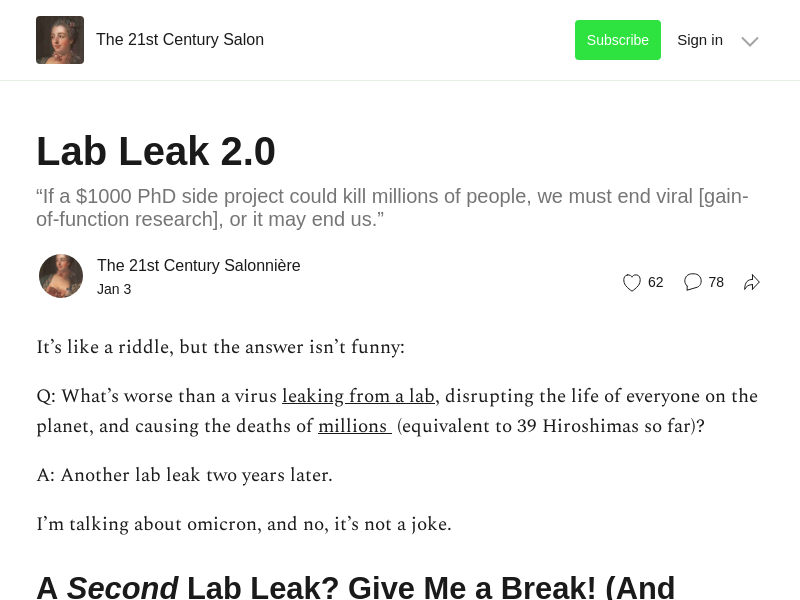 The 21st Century Salon
Subscribe
Sign in
Lab Leak 2.0
“If a $1000 PhD side project could kill millions of people, we must end viral [gain-
of-function research], or it may end us.”
The 21st Century Salonnière
Jan 3
62
78
It’s like a riddle, but the answer isn’t funny:
Q: What’s worse than a virus leaking from a lab, disrupting the life of everyone on the
planet, and causing the deaths of millions  (equivalent to 39 Hiroshimas so far)?
A: Another lab leak two years later.
I’m talking about omicron, and no, it’s not a joke.
A Second Lab Leak? Give Me a Break! (And